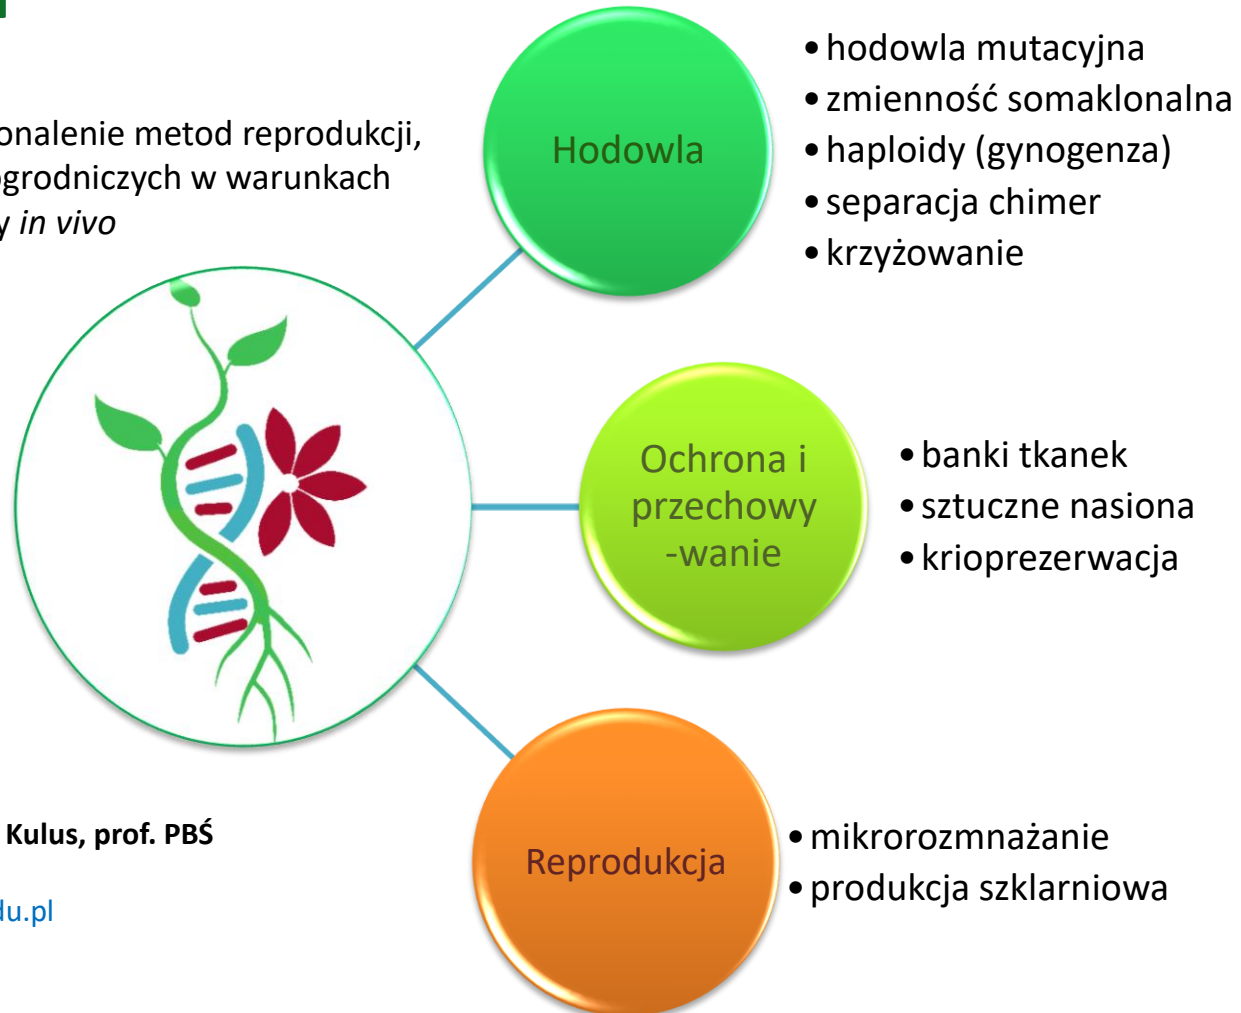 onalenie metod reprodukcji,
ogrodniczych w warunkach
y in vivo
Hodowla
•hodowla mutacyjna
•zmienność somaklonalna
•haploidy (gynogenza)
•separacja chimer
•krzyżowanie
Ochrona i
przechowy
-wanie
•banki tkanek
•sztuczne nasiona
•krioprezerwacja
Reprodukcja
•mikrorozmnażanie
•produkcja szklarniowa
Kulus, prof. PBŚ
du.pl